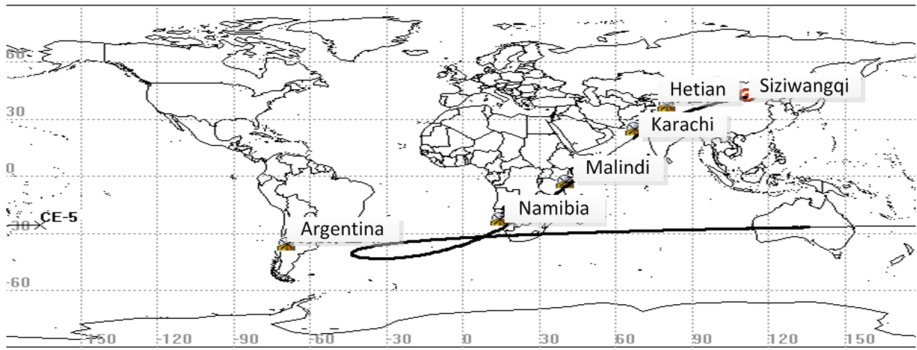 60
Hetian
Siziwangqi
30
Karachi
Malindi
0
Namibia
CE-5
-30
Argentina
-60
-150
-120
-90
-60
-30
0
30
60
90
120
150